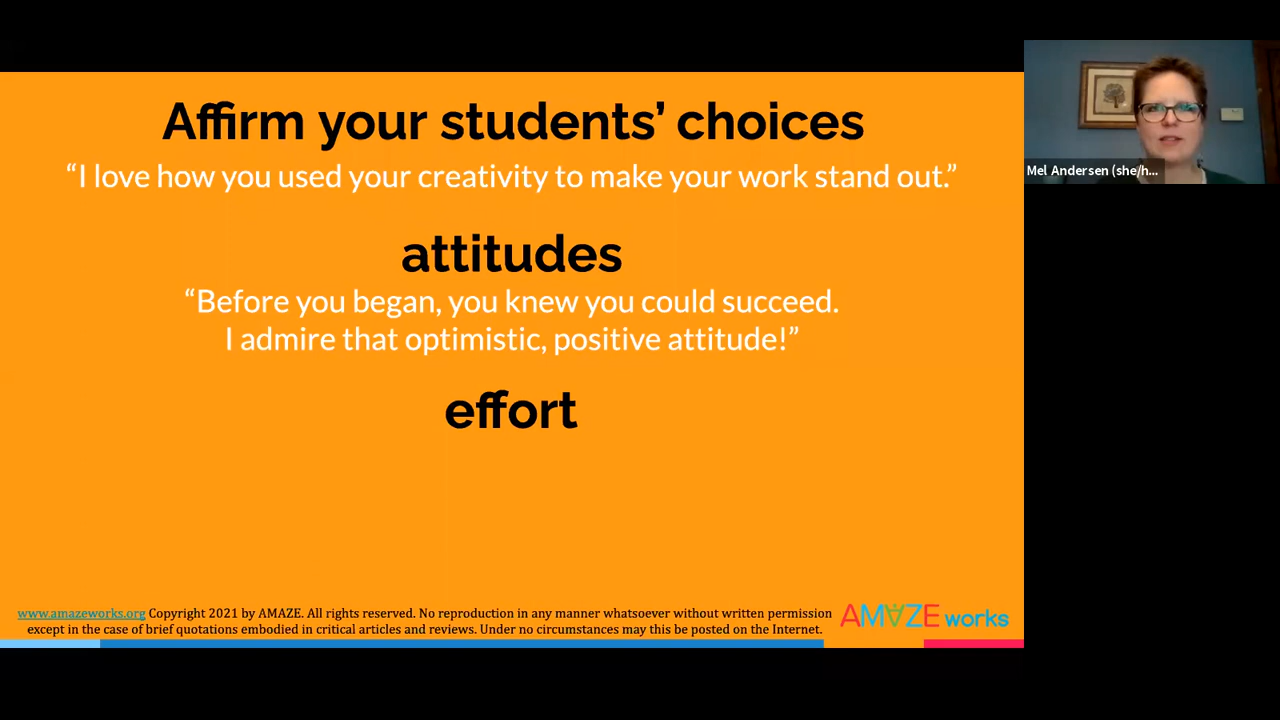 Affirm your students’ choices
“I love how you used your creativity to make your work stand out.”
attitudes
“Before you began, you knew you could succeed.
I admire that optimistic, positive attitude!”
effort
www.amazeworks.org Copyright 2021 by AMAZE. All rights reserved. No reproduction in any manner whatsoever without written permission
except in the case of brief quotations embodied in critical articles and reviews. Under no circumstances may this be posted on the Internet.
AMAZE works
Mel Andersen (she/h...